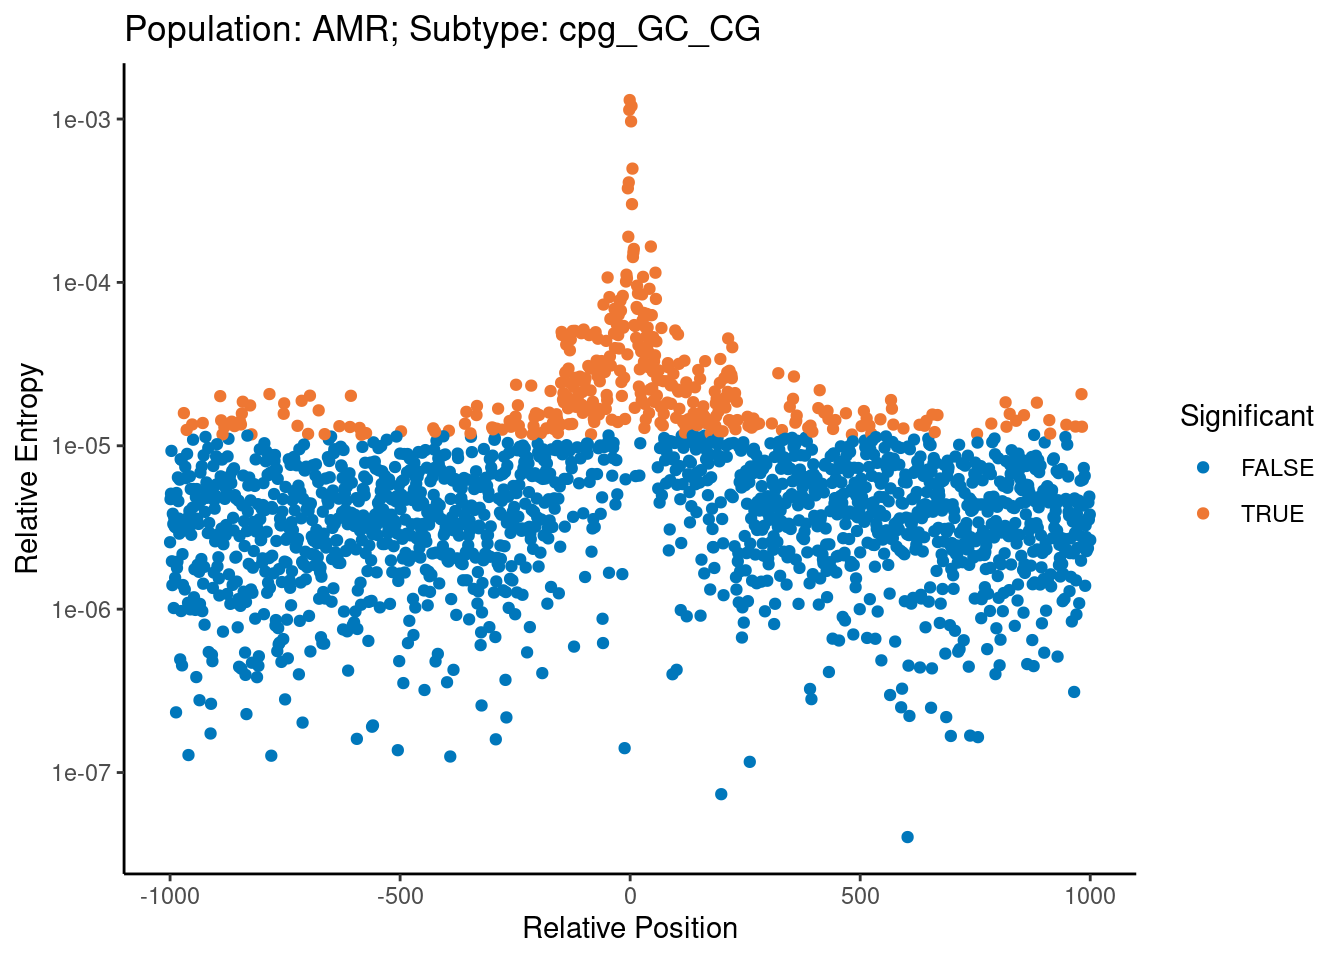 Population: AMR; Subtype: cpg_GC_CG
Relative Entropy
1e-03
1e-04
1e-05
1e-06
1e-07
-1000
-500
0
500
1000
Relative Position
Significant
FALSE
TRUE